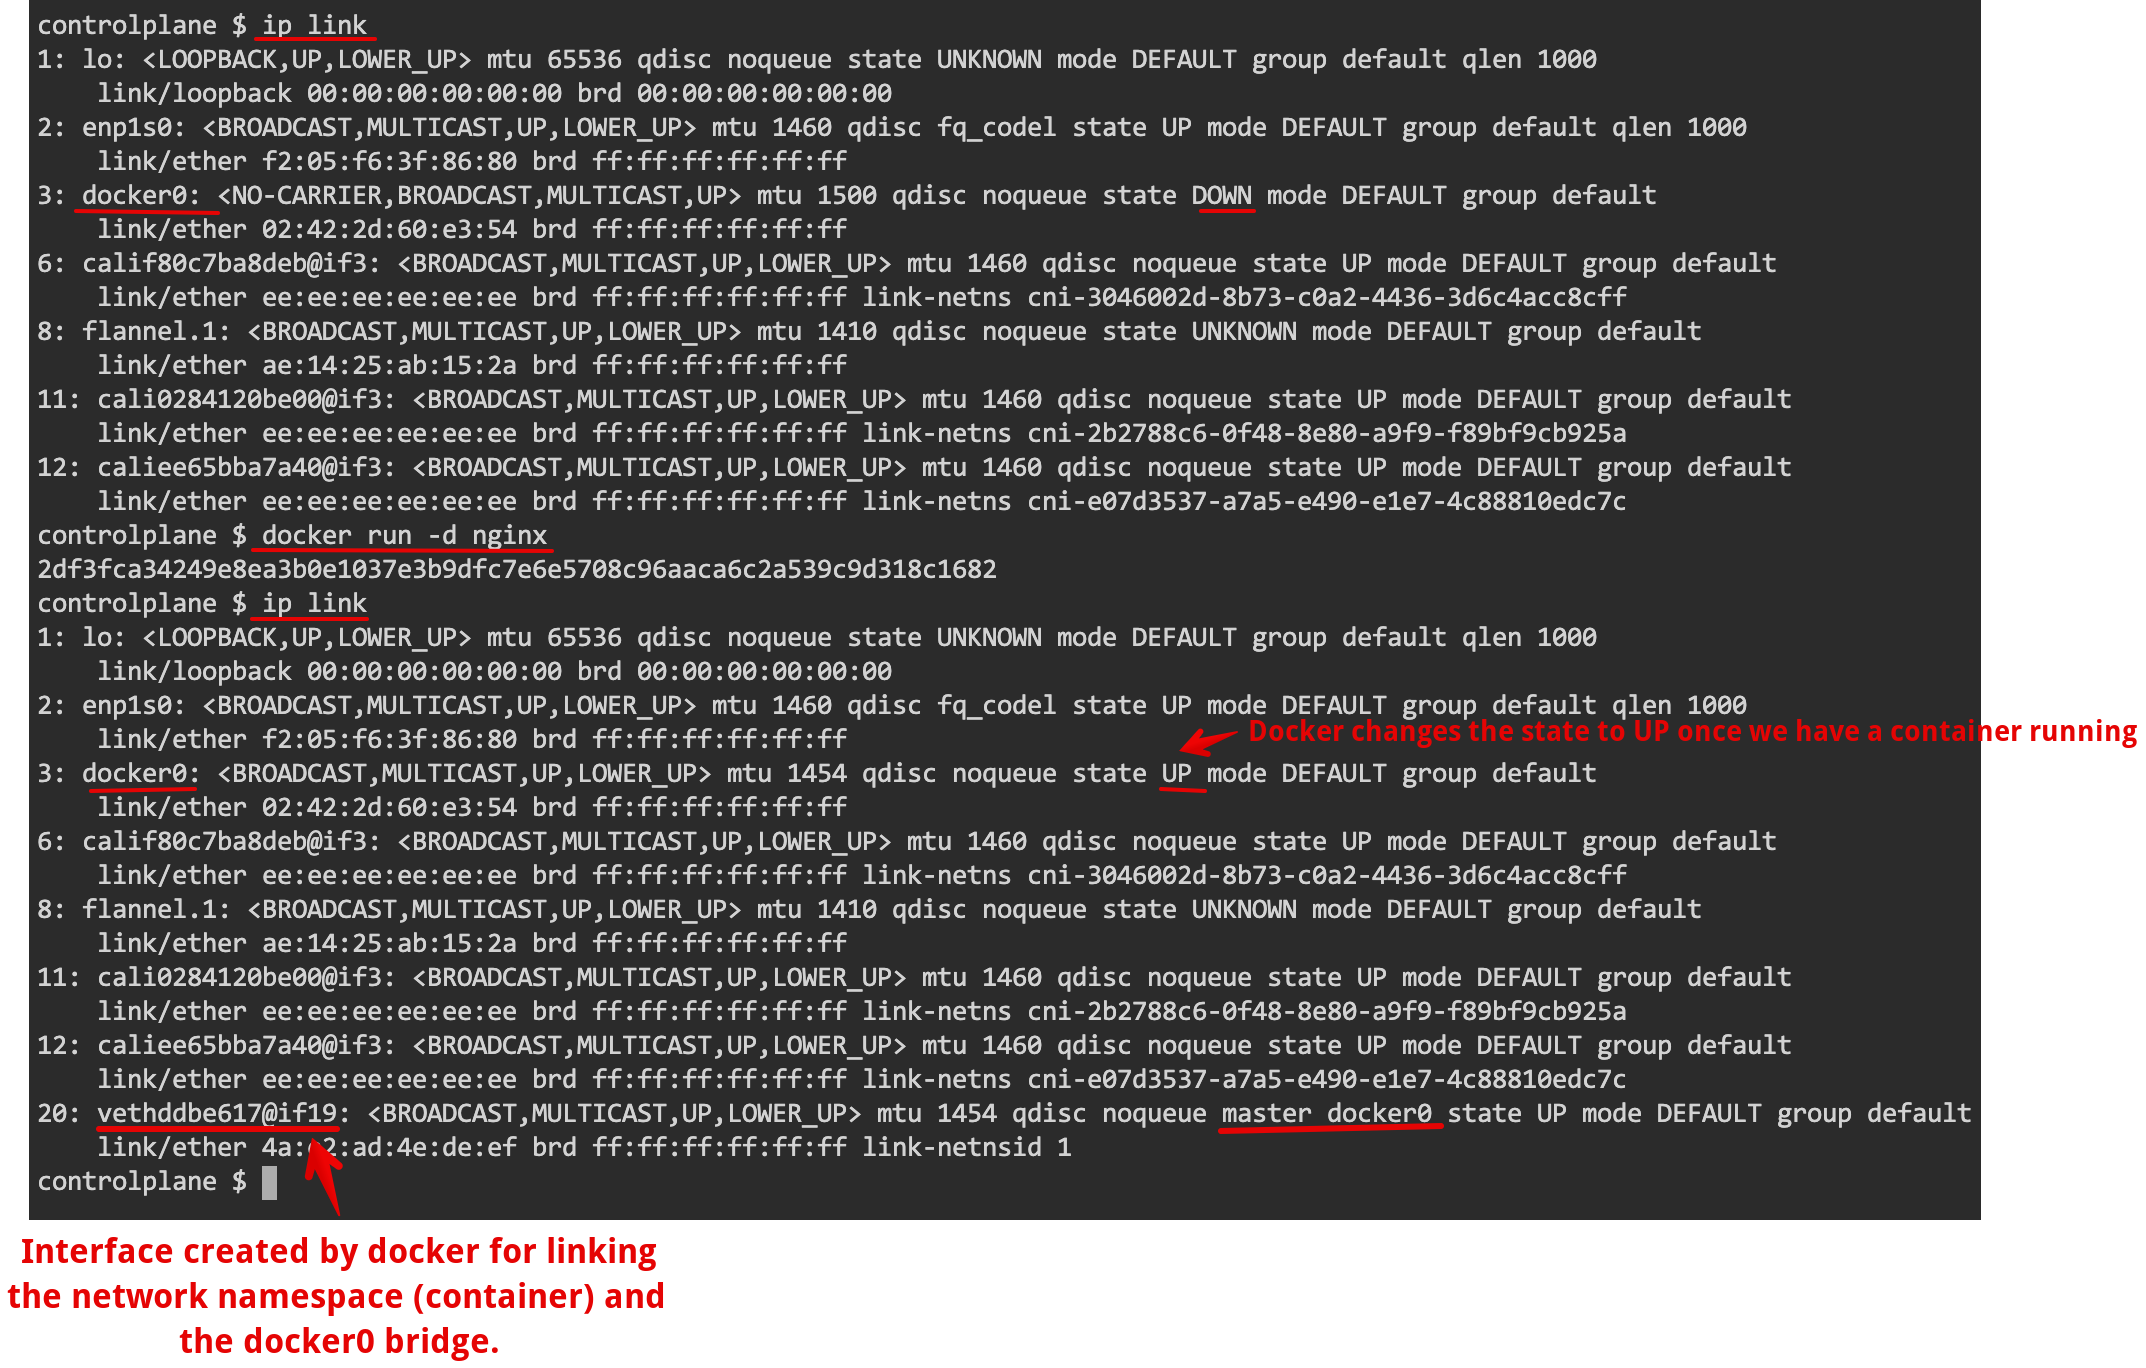 controlplane $ ip link
1: lo: <LOOPBACK,UP,LOWER_UP> mtu 65536 qdisc noqueue state UNKNOWN mode DEFAULT group default qlen 1000
    link/loopback 00:00:00:00:00:00 brd 00:00:00:00:00:00
2: enp1s0: <BROADCAST,MULTICAST,UP,LOWER_UP> mtu 1460 qdisc fq_codel state UP mode DEFAULT group default qlen 1000
    link/ether f2:05:f6:3f:86:80 brd ff:ff:ff:ff:ff:ff
3: docker0: <NO-CARRIER,BROADCAST,MULTICAST,UP> mtu 1500 qdisc noqueue state DOWN mode DEFAULT group default
    link/ether 02:42:2d:60:e3:54 brd ff:ff:ff:ff:ff:ff
6: calif80c7ba8deb@if3: <BROADCAST,MULTICAST,UP,LOWER_UP> mtu 1460 qdisc noqueue state UP mode DEFAULT group default
    link/ether ee:ee:ee:ee:ee:ee brd ff:ff:ff:ff:ff:ff link-netns cni-3046002d-8b73-c0a2-4436-3d6c4acc8cff
8: flannel.1: <BROADCAST,MULTICAST,UP,LOWER_UP> mtu 1410 qdisc noqueue state UNKNOWN mode DEFAULT group default
    link/ether ae:14:25:ab:15:2a brd ff:ff:ff:ff:ff:ff
11: cali0284120be00@if3: <BROADCAST,MULTICAST,UP,LOWER_UP> mtu 1460 qdisc noqueue state UP mode DEFAULT group default
    link/ether ee:ee:ee:ee:ee:ee brd ff:ff:ff:ff:ff:ff link-netns cni-2b2788c6-0f48-8e80-a9f9-f89bf9cb925a
12: caliee65bba7a40@if3: <BROADCAST,MULTICAST,UP,LOWER_UP> mtu 1460 qdisc noqueue state UP mode DEFAULT group default
    link/ether ee:ee:ee:ee:ee:ee brd ff:ff:ff:ff:ff:ff link-netns cni-e07d3537-a7a5-e490-e1e7-4c88810edc7c
controlplane $ docker run -d nginx
2df3fca34249e8ea3b0e1037e3b9dfc7e6e5708c96aaca6c2a539c9d318c1682
controlplane $ ip link
1: lo: <LOOPBACK,UP,LOWER_UP> mtu 65536 qdisc noqueue state UNKNOWN mode DEFAULT group default qlen 1000
    link/loopback 00:00:00:00:00:00 brd 00:00:00:00:00:00
2: enp1s0: <BROADCAST,MULTICAST,UP,LOWER_UP> mtu 1460 qdisc fq_codel state UP mode DEFAULT group default qlen 1000
Docker changes the state to UP once we have a container running
    link/ether f2:05:f6:3f:86:80 brd ff:ff:ff:ff:ff:ff
3: docker0: <BROADCAST,MULTICAST,UP,LOWER_UP> mtu 1454 qdisc noqueue state UP mode DEFAULT group default
    link/ether 02:42:2d:60:e3:54 brd ff:ff:ff:ff:ff:ff
6: calif80c7ba8deb@if3: <BROADCAST,MULTICAST,UP,LOWER_UP> mtu 1460 qdisc noqueue state UP mode DEFAULT group default
    link/ether ee:ee:ee:ee:ee:ee brd ff:ff:ff:ff:ff:ff link-netns cni-3046002d-8b73-c0a2-4436-3d6c4acc8cff
8: flannel.1: <BROADCAST,MULTICAST,UP,LOWER_UP> mtu 1410 qdisc noqueue state UNKNOWN mode DEFAULT group default
    link/ether ae:14:25:ab:15:2a brd ff:ff:ff:ff:ff:ff
11: cali0284120be00@if3: <BROADCAST,MULTICAST,UP,LOWER_UP> mtu 1460 qdisc noqueue state UP mode DEFAULT group default
    link/ether ee:ee:ee:ee:ee:ee brd ff:ff:ff:ff:ff:ff link-netns cni-2b2788c6-0f48-8e80-a9f9-f89bf9cb925a
12: caliee65bba7a40@if3: <BROADCAST,MULTICAST,UP,LOWER_UP> mtu 1460 qdisc noqueue state UP mode DEFAULT group default
    link/ether ee:ee:ee:ee:ee:ee brd ff:ff:ff:ff:ff:ff link-netns cni-e07d3537-a7a5-e490-e1e7-4c88810edc7c
20: vethddbe617@if19: <BROADCAST,MULTICAST,UP,LOWER_UP> mtu 1454 qdisc noqueue master docker0 state UP mode DEFAULT group default
    link/ether brd ff:ff:ff:ff:ff:ff link-netnsid 1
controlplane $
Interface created by docker for linking
the network namespace (container) and
the docker0 bridge.